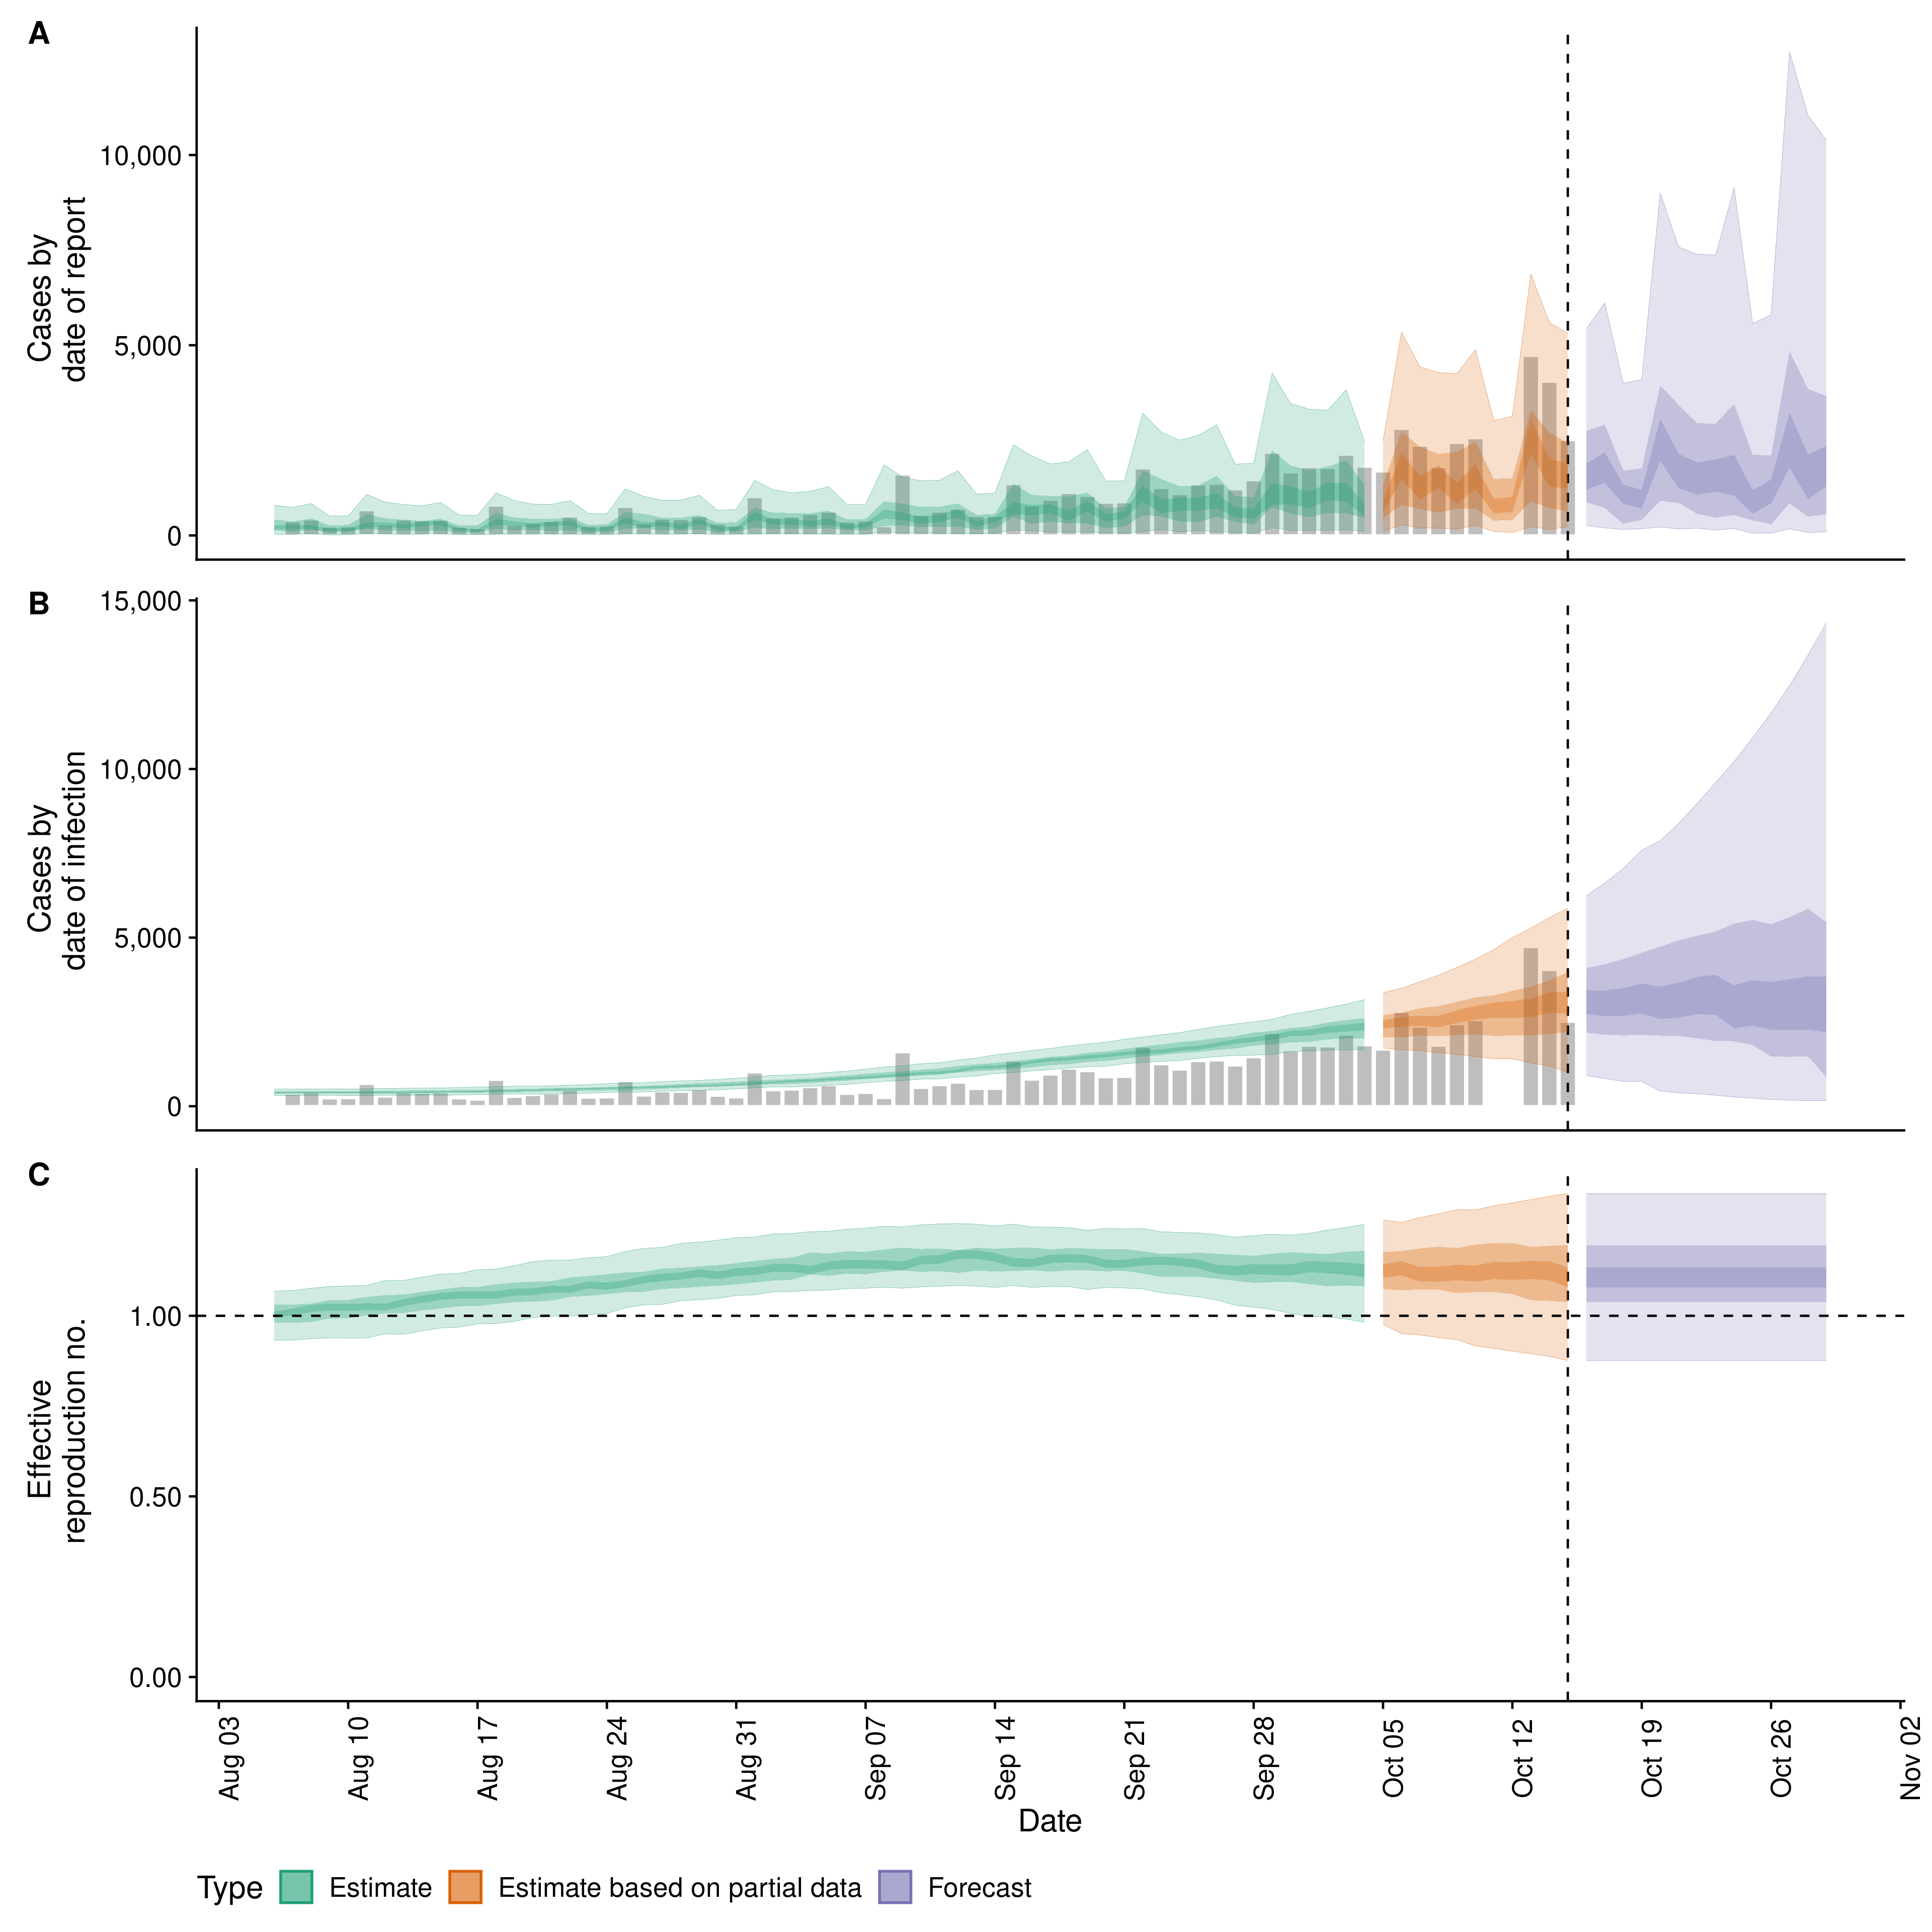 A
Cases by
date of report
10,000
5,000
0
B
Cases by
date of infection
15,000
10,000
5,000
0
C
Effective
reproduction no.
1.00
0.50
0.00
Aug 03
Aug 10
Aug 17
Aug 24
Aug 31
Sep 07
Sep 14
Sep 21
Sep 28
Oct 05
Oct 12
Oct 19
Oct 26
Nov 02
Date
Type Estimate Estimate based on partial data Forecast